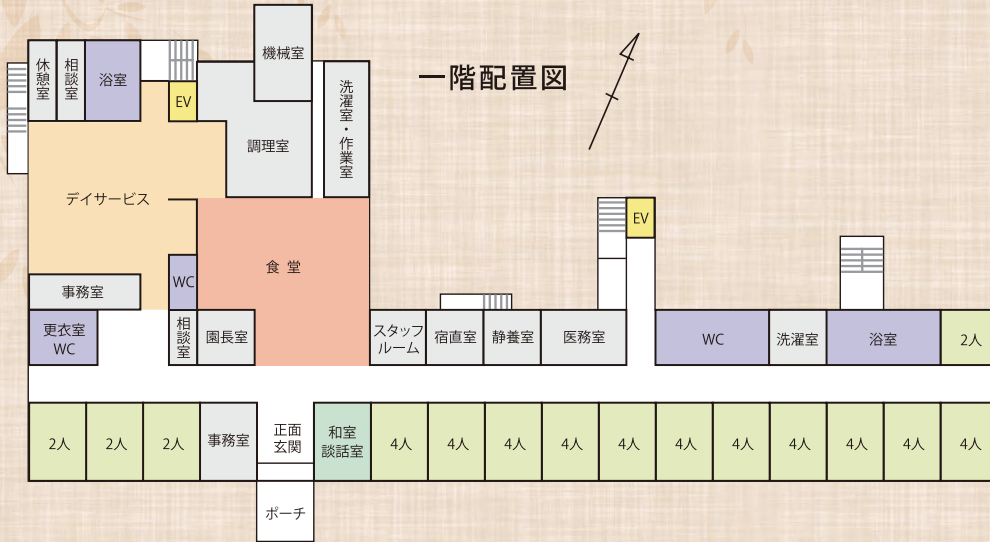 一階配置図
機械室
休憩室
相談室
浴室
EV
調理室
洗濯室・作業室
デイサービス
食堂
EV
事務室
WC
更衣室
WC
相談室
園長室
スタッフ
ルーム
宿直室
静養室
医務室
WC
洗濯室
浴室
2人
2人
2人
2人
事務室
正面
玄関
和室
談話室
4人
4人
4人
4人
4人
4人
4人
4人
4人
4人
4人
ポーチ